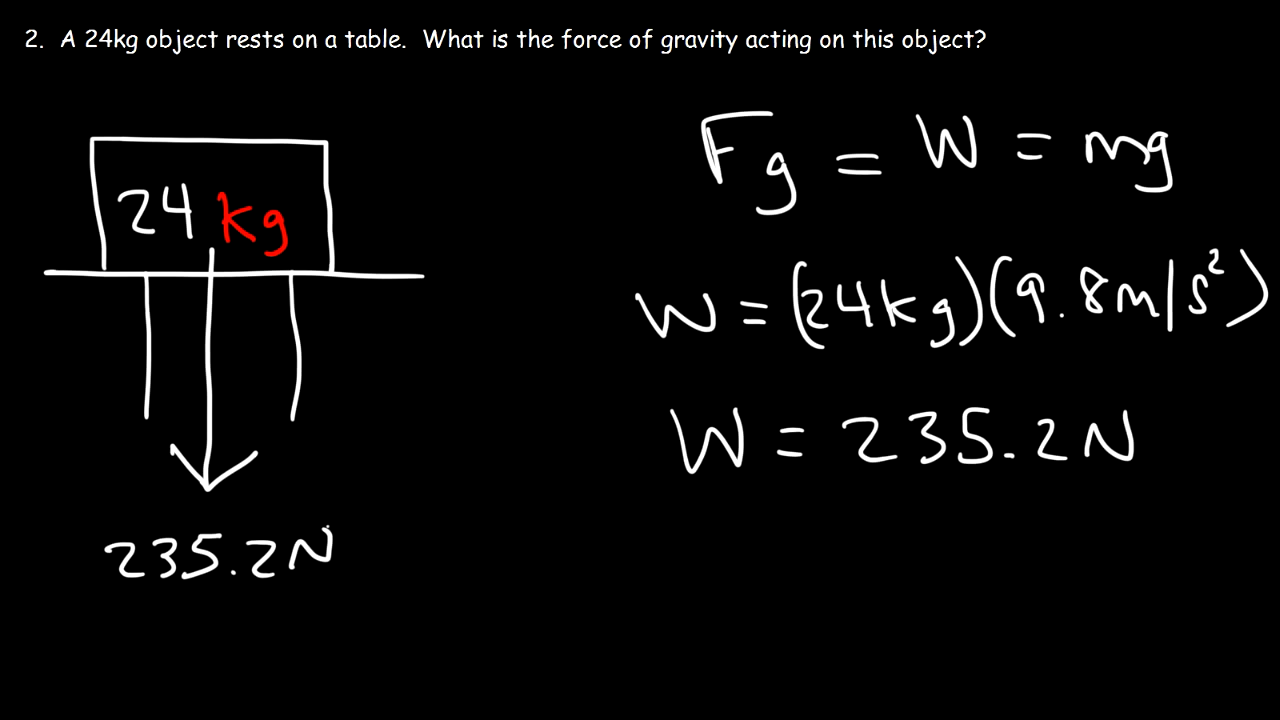 2. A 24kg object rests on a table. What is the force of gravity acting on this object?
24 kg
235.2N
Fg = W = mg
W = (24kg)(9.8m/s²)
W = 235.2N